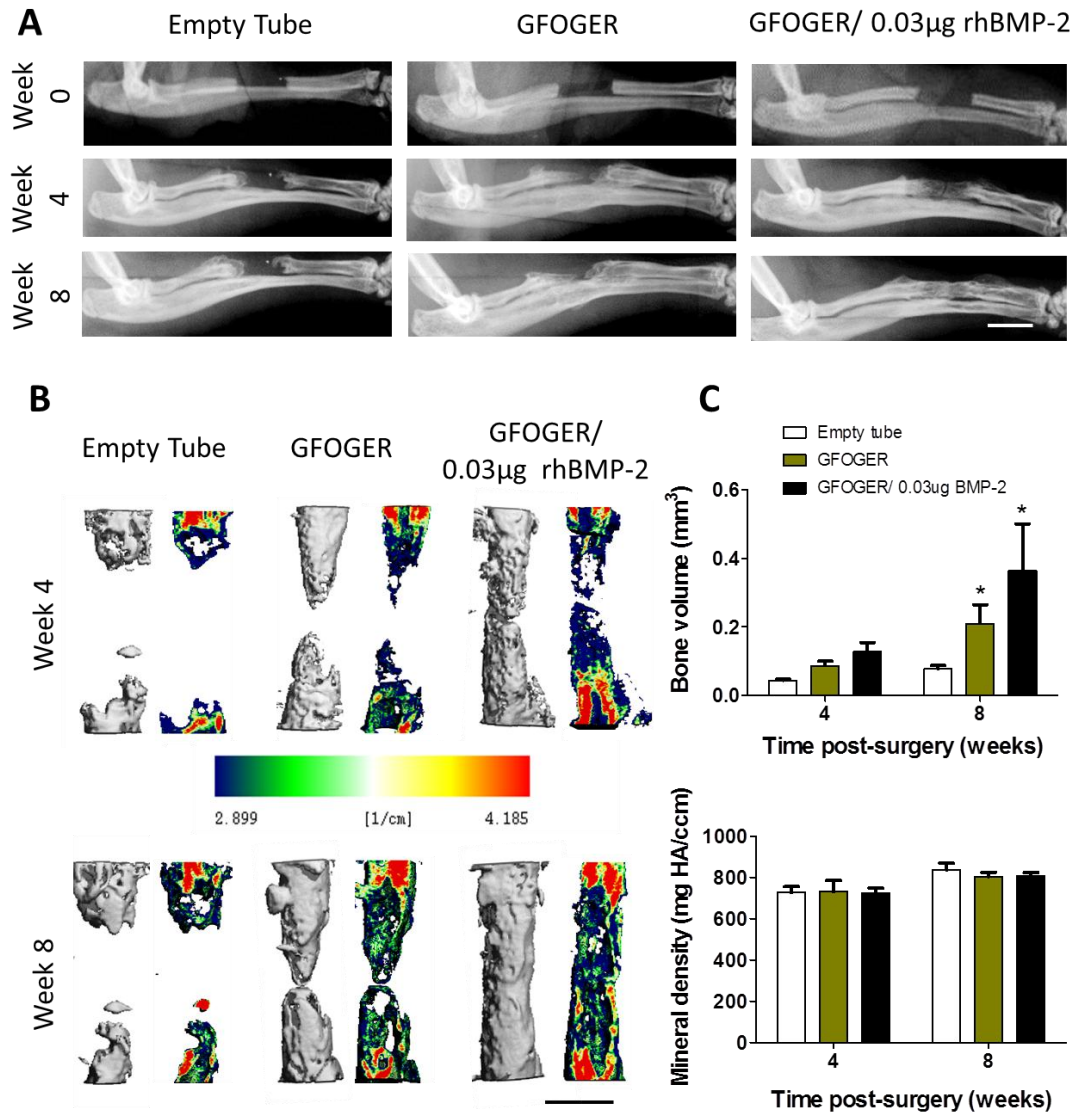 A
Empty Tube
GFOGER
GFOGER/ 0.03µg rhBMP-2
Week 0
Week 4
Week 8
B
Empty Tube
GFOGER
GFOGER/
0.03µg rhBMP-2
Week 4
2.899
[1/cm]
4.185
Week 8
C
Empty tube
GFOGER
GFOGER/ 0.03ug BMP-2
Bone volume (mm³)
0.6
0.4
0.2
0.0
*
*
4
8
Time post-surgery (weeks)
Mineral density (mg HA/ccm)
1000
800
600
400
200
0
4
8
Time post-surgery (weeks)